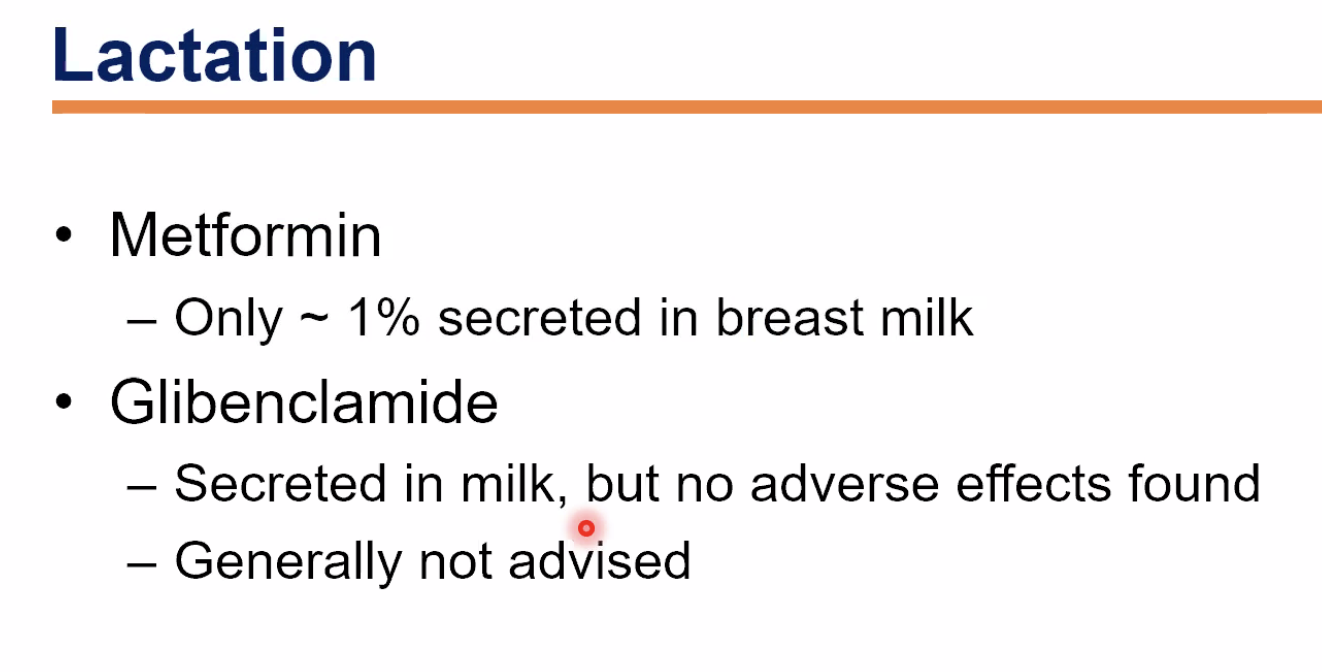 Lactation
• Metformin
– Only ~ 1% secreted in breast milk
• Glibenclamide
– Secreted in milk, but no adverse effects found
– Generally not advised